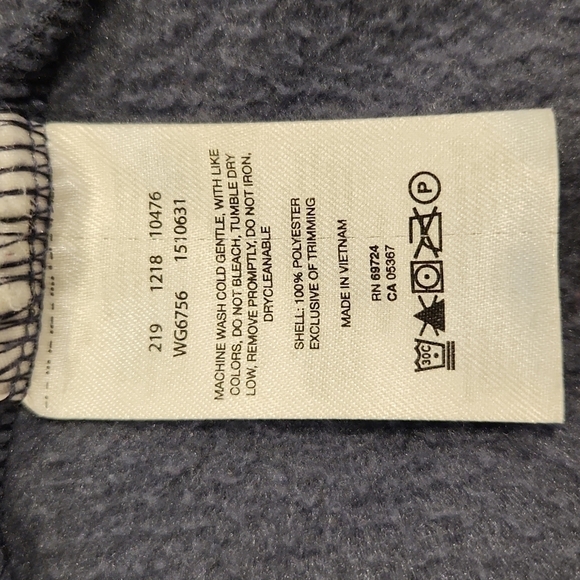 219 1218 10476
WG6756 1510631
MACHINE WASH COLD GENTLE, WITH LIKE
COLORS, DO NOT BLEACH, TUMBLE DRY
LOW, REMOVE PROMPTLY, DO NOT IRON,
DRYCLEANABLE
SHELL: 100% POLYESTER
EXCLUSIVE OF TRIMMING
MADE IN VIETNAM
RN 69724
CA 05367
30C P